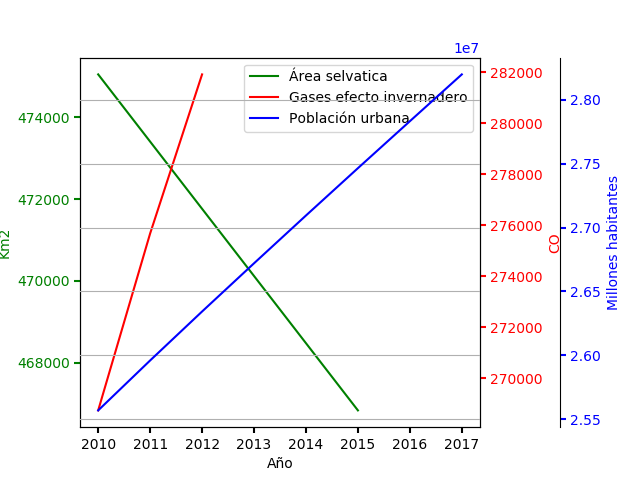 1e7
Área selvatica
Gases efecto invernadero
Población urbana
474000
472000
470000
468000
Km2
282000
280000
278000
276000
274000
272000
270000
CO
2.80
2.75
2.70
2.65
2.60
2.55
Millones habitantes
2010 2011 2012 2013 2014 2015 2016 2017
Año